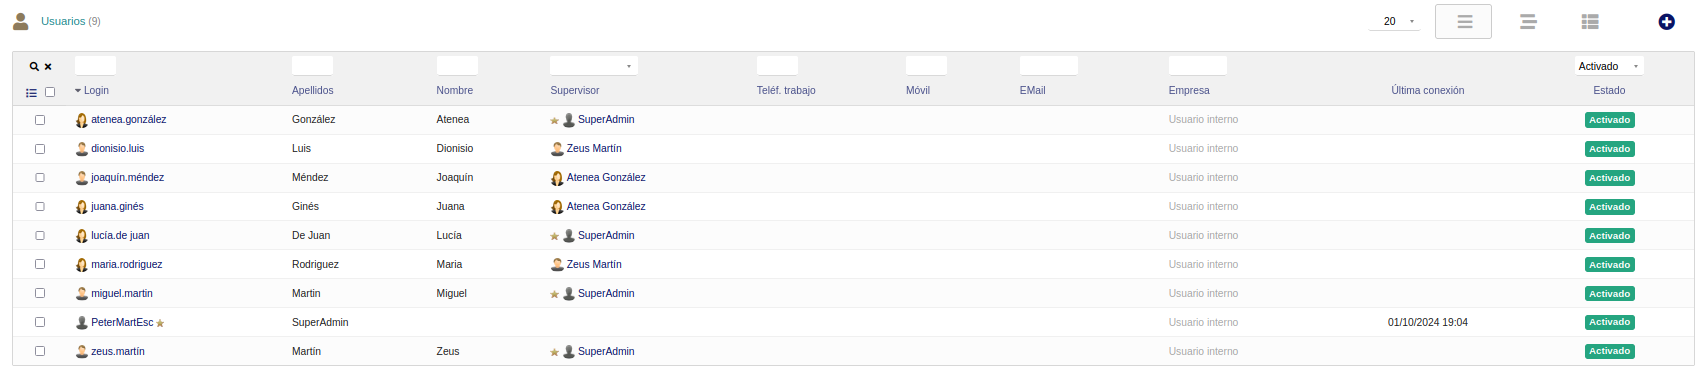 Usuarios (9)
20
Activado
Login Apellidos Nombre Supervisor Teléf. trabajo Móvil EMail Empresa Última conexión Estado
atenea.gonzález González Atenea SuperAdmin Usuario interno Activado
dionisio.luis Luis Dionisio Zeus Martín Usuario interno Activado
joaquín.méndez Méndez Joaquín Atenea González Usuario interno Activado
juana.ginés Ginés Juana Atenea González Usuario interno Activado
lucía.de juan De Juan Lucía SuperAdmin Usuario interno Activado
maria.rodriguez Rodriguez Maria Zeus Martín Usuario interno Activado
miguel.martin Martin Miguel SuperAdmin Usuario interno Activado
PeterMartEsc SuperAdmin Usuario interno 01/10/2024 19:04 Activado
zeus.martín Martín Zeus SuperAdmin Usuario interno Activado